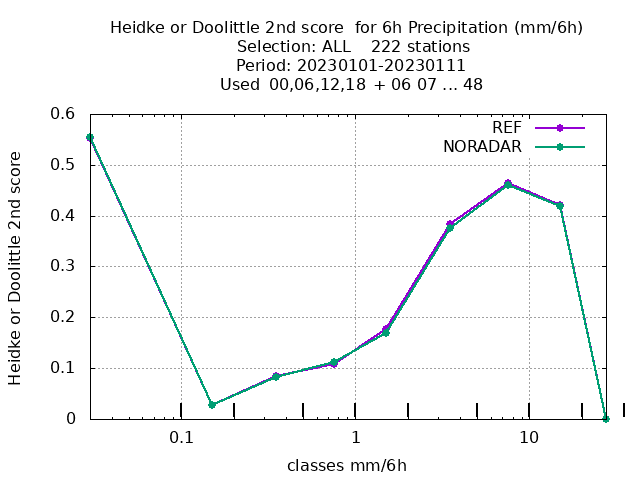 Heidke or Doolittle 2nd score  for 6h Precipitation (mm/6h)
Selection: ALL    222 stations
Period: 20230101-20230111
Used  00,06,12,18  + 06 07 ... 48
REF
NORADAR
Heidke or Doolittle 2nd score
0.6
0.5
0.4
0.3
0.2
0.1
0
0.1
1
10
classes mm/6h